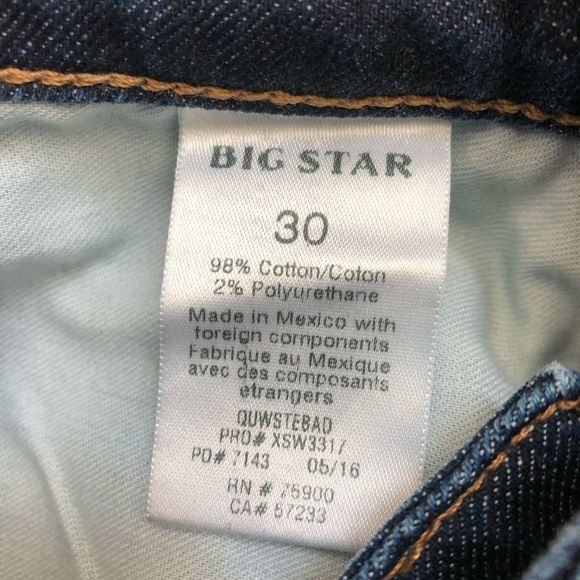 BIG STAR
30
98% Cotton/Coton
2% Polyurethane
Made in Mexico with
foreign components
Fabrique au Mexique
avec des composants
etrangers
QUWSTEBAD
PRO# XSW3317
PO# 7143 05/16
RN # 75900
CA# 57233